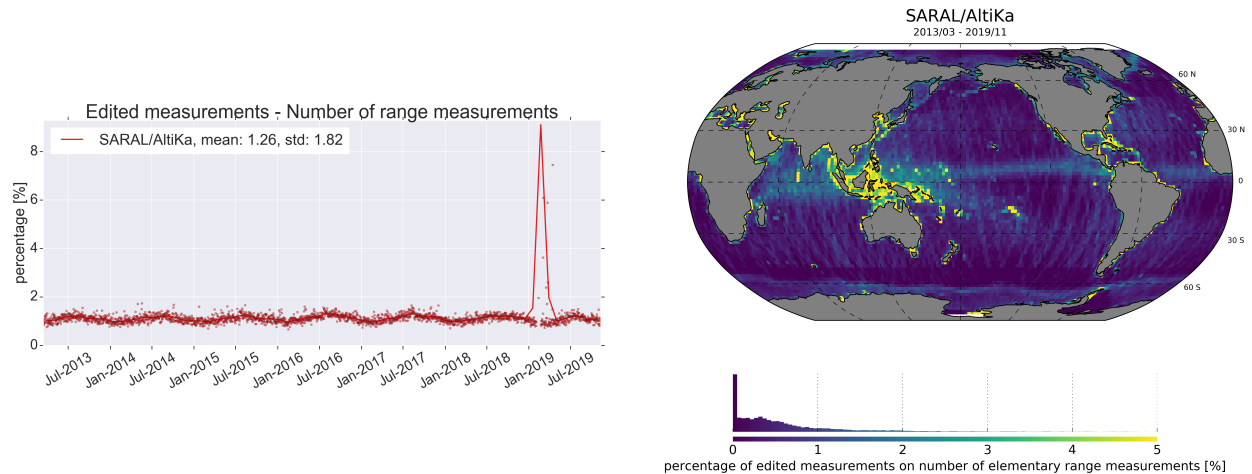 Edited measurements - Number of range measurements
SARAL/AltiKa, mean: 1.26, std: 1.82
percentage [%]
8
6
4
2
0
Jul-2013
Jan-2014
Jul-2014
Jan-2015
Jul-2015
Jan-2016
Jul-2016
Jan-2017
Jul-2017
Jan-2018
Jul-2018
Jan-2019
Jul-2019
SARAL/AltiKa
2013/03 - 2019/11
60 N
30 N
0
30 S
60 S
0 1 2 3 4 5
percentage of edited measurements on number of elementary range measurements [%]